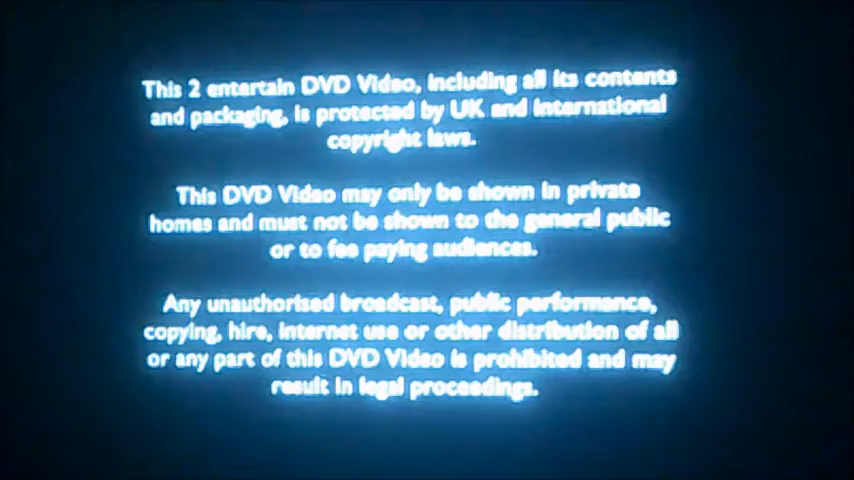 This 2 entertain DVD Video, including all its contents
and packaging, is protected by UK and international
copyright laws.
This DVD Video may only be shown in private
homes and must not be shown to the general public
or to fee paying audiences.
Any unauthorised broadcast, public performance,
copying, hire, internet use or other distribution of all
or any part of this DVD Video is prohibited and may
result in legal proceedings.